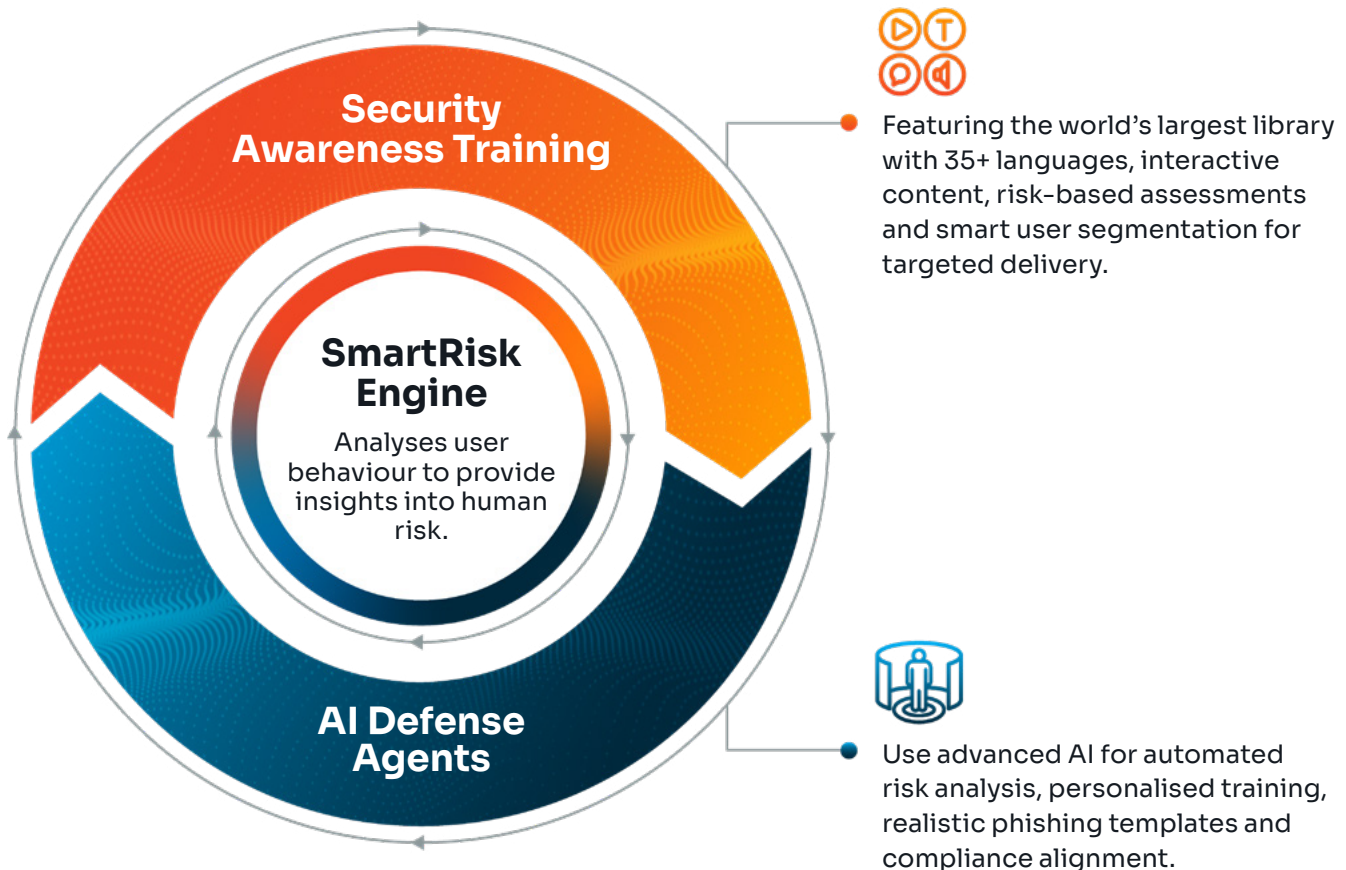 Security
Awareness Training
SmartRisk
Engine
Analyses user
behaviour to provide
insights into human
risk.
AI Defense
Agents
T
Featuring the world’s largest library
with 35+ languages, interactive
content, risk-based assessments
and smart user segmentation for
targeted delivery.
Use advanced AI for automated
risk analysis, personalised training,
realistic phishing templates and
compliance alignment.